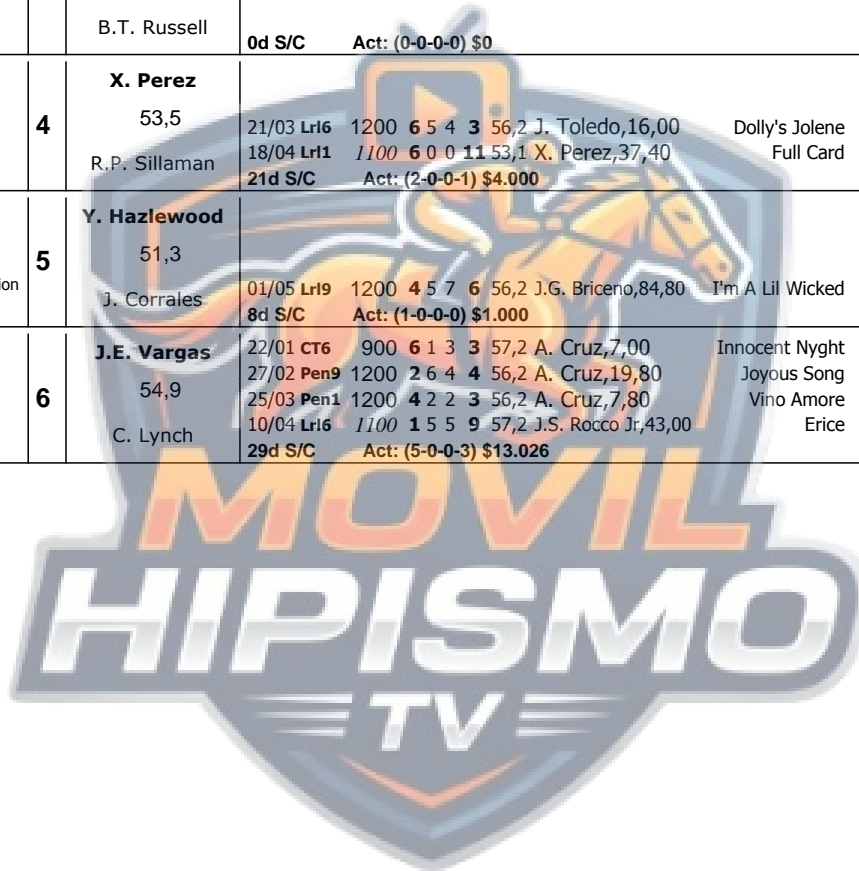 B.T. Russell
0d S/C Act: (0-0-0-0) $0
4
X. Perez
53,5
R.P. Sillaman
21/03 Lrl6 1200 6 5 4 3 56,2 J. Toledo,16,00 Dolly's Jolene
18/04 Lrl1 1100 6 0 0 11 53,1 X. Perez,37,40 Full Card
21d S/C Act: (2-0-0-1) $4.000
ion
5
Y. Hazlewood
51,3
J. Corrales
01/05 Lrl9 1200 4 5 7 6 56,2 J.G. Briceno,84,80 I'm A Lil Wicked
8d S/C Act: (1-0-0-0) $1.000
6
J.E. Vargas
54,9
C. Lynch
22/01 CT6 900 6 1 3 3 57,2 A. Cruz,7,00 Innocent Nyght
27/02 Pen9 1200 2 6 4 4 56,2 A. Cruz,19,80 Joyous Song
25/03 Pen1 1200 4 2 2 3 56,2 A. Cruz,7,80 Vino Amore
10/04 Lrl6 1100 1 5 5 9 57,2 J.S. Rocco Jr,43,00 Erice
29d S/C Act: (5-0-0-3) $13.026
MOVIL
HIPISMO
TV